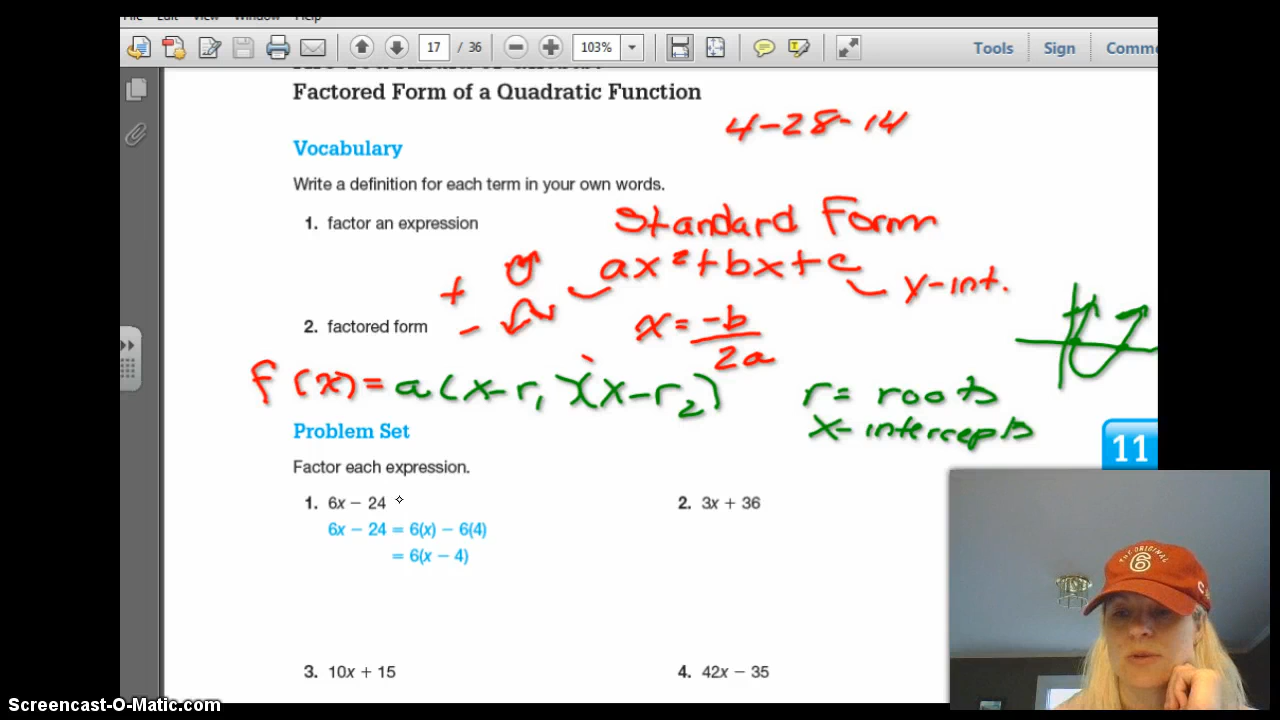 File Edit View Window Help
17 / 36 103% Tools Sign Comme
Factored Form of a Quadratic Function
4-28-14
Vocabulary
Write a definition for each term in your own words.
1. factor an expression
Standard Form
ax²+bx+c
+
y-int.
2. factored form
-
x = -b
2a
f(x)= a(x-r₁)(x-r₂)
r= roots
x-intercepts
Problem Set
11
Factor each expression.
1. 6x − 24
2. 3x + 36
6x − 24 = 6(x) − 6(4)
= 6(x − 4)
THE ORIGINAL
6
3. 10x + 15
4. 42x − 35
Screencast-O-Matic.com